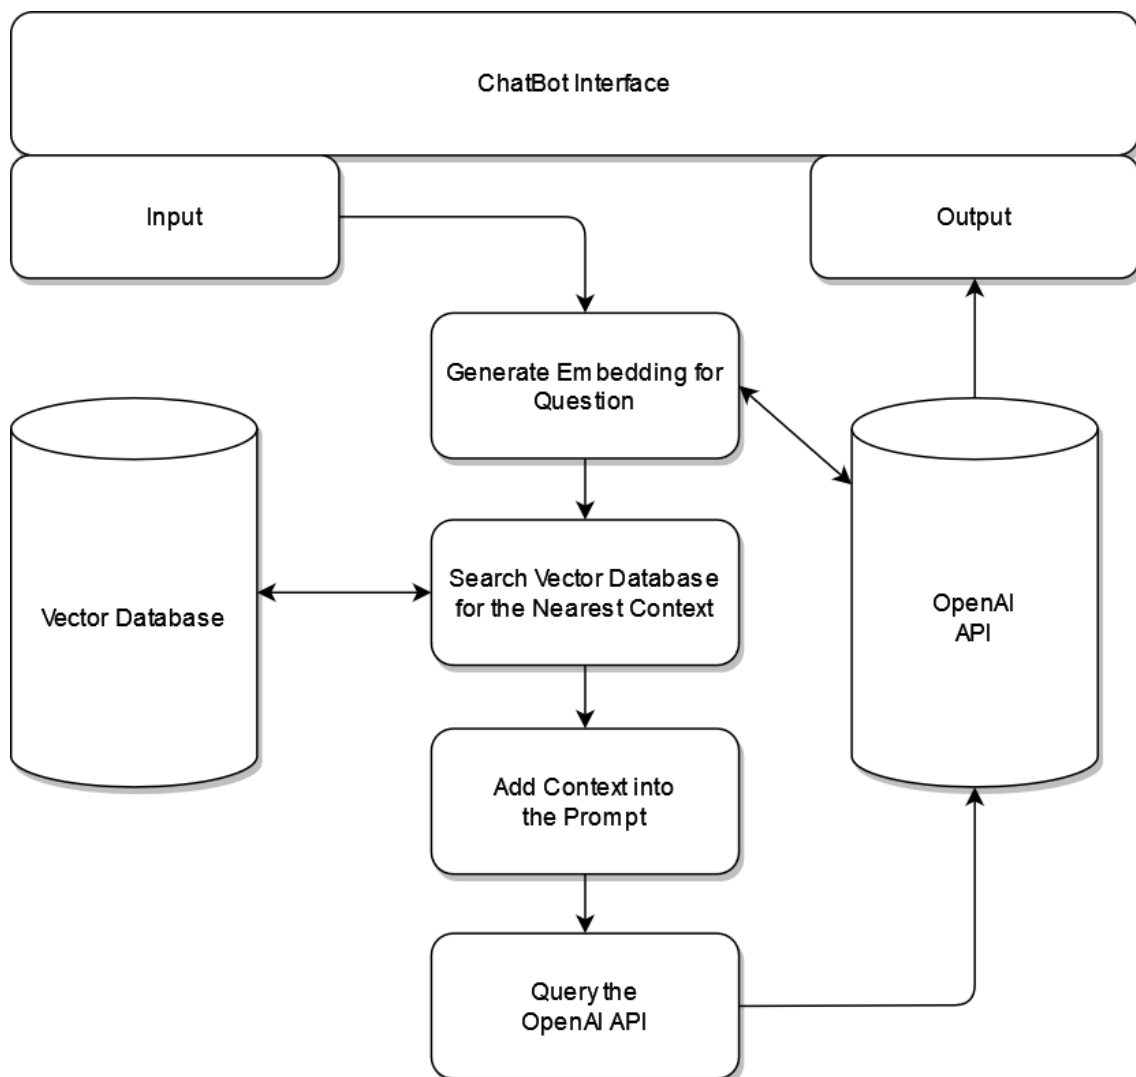 ChatBot Interface
Input
Output
Generate Embedding for
Question
Search Vector Database
for the Nearest Context
Vector Database
OpenAI
API
Add Context into
the Prompt
Query the
OpenAI API